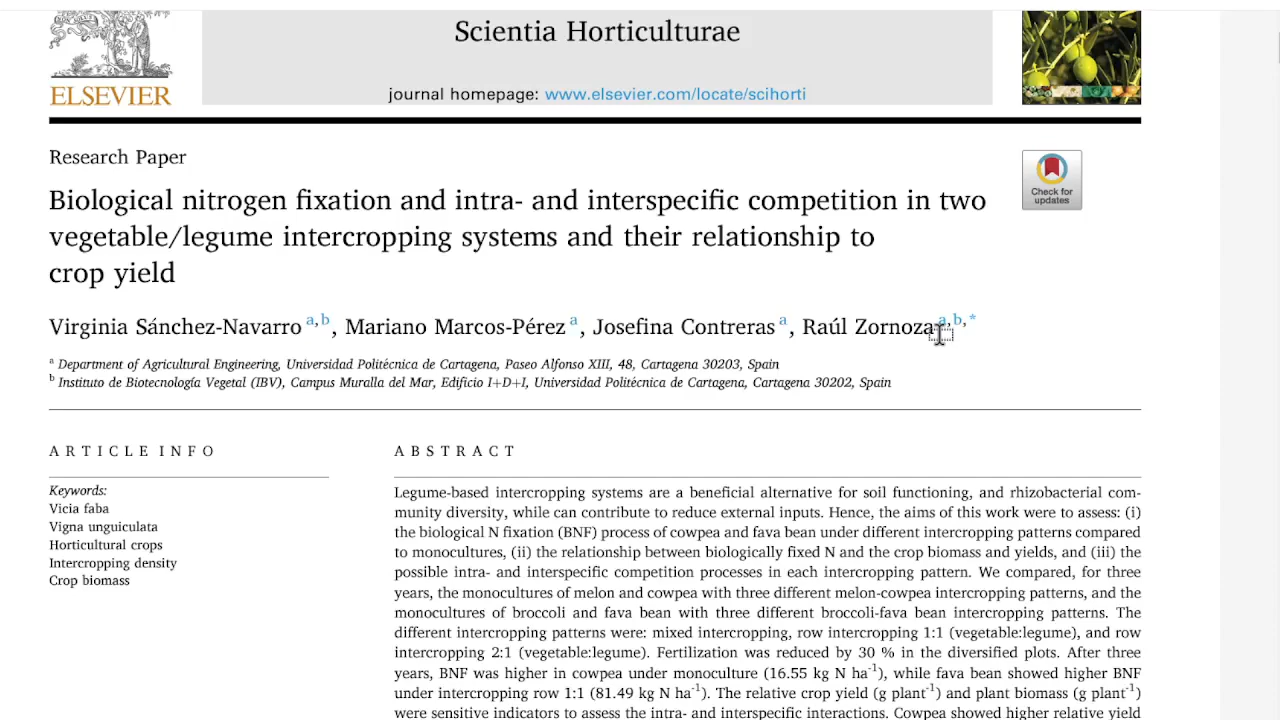 Scientia Horticulturae
ELSEVIER
journal homepage: www.elsevier.com/locate/scihorti
Research Paper
Check for
updates
Biological nitrogen fixation and intra- and interspecific competition in two
vegetable/legume intercropping systems and their relationship to
crop yield
Virginia Sánchez-Navarro a,b, Mariano Marcos-Pérez a, Josefina Contreras a, Raúl Zornoza a,b,*
a Department of Agricultural Engineering, Universidad Politécnica de Cartagena, Paseo Alfonso XIII, 48, Cartagena 30203, Spain
b Instituto de Biotecnología Vegetal (IBV), Campus Muralla del Mar, Edificio I+D+I, Universidad Politécnica de Cartagena, Cartagena 30202, Spain
ARTICLE INFO
Keywords:
Vicia faba
Vigna unguiculata
Horticultural crops
Intercropping density
Crop biomass
ABSTRACT
Legume-based intercropping systems are a beneficial alternative for soil functioning, and rhizobacterial com-
munity diversity, while can contribute to reduce external inputs. Hence, the aims of this work were to assess: (i)
the biological N fixation (BNF) process of cowpea and fava bean under different intercropping patterns compared
to monocultures, (ii) the relationship between biologically fixed N and the crop biomass and yields, and (iii) the
possible intra- and interspecific competition processes in each intercropping pattern. We compared, for three
years, the monocultures of melon and cowpea with three different melon-cowpea intercropping patterns, and the
monocultures of broccoli and fava bean with three different broccoli-fava bean intercropping patterns. The
different intercropping patterns were: mixed intercropping, row intercropping 1:1 (vegetable:legume), and row
intercropping 2:1 (vegetable:legume). Fertilization was reduced by 30 % in the diversified plots. After three
years, BNF was higher in cowpea under monoculture (16.55 kg N ha-1), while fava bean showed higher BNF
under intercropping row 1:1 (81.49 kg N ha-1). The relative crop yield (g plant-1) and plant biomass (g plant-1)
were sensitive indicators to assess the intra- and interspecific interactions. Cowpea showed higher relative yield